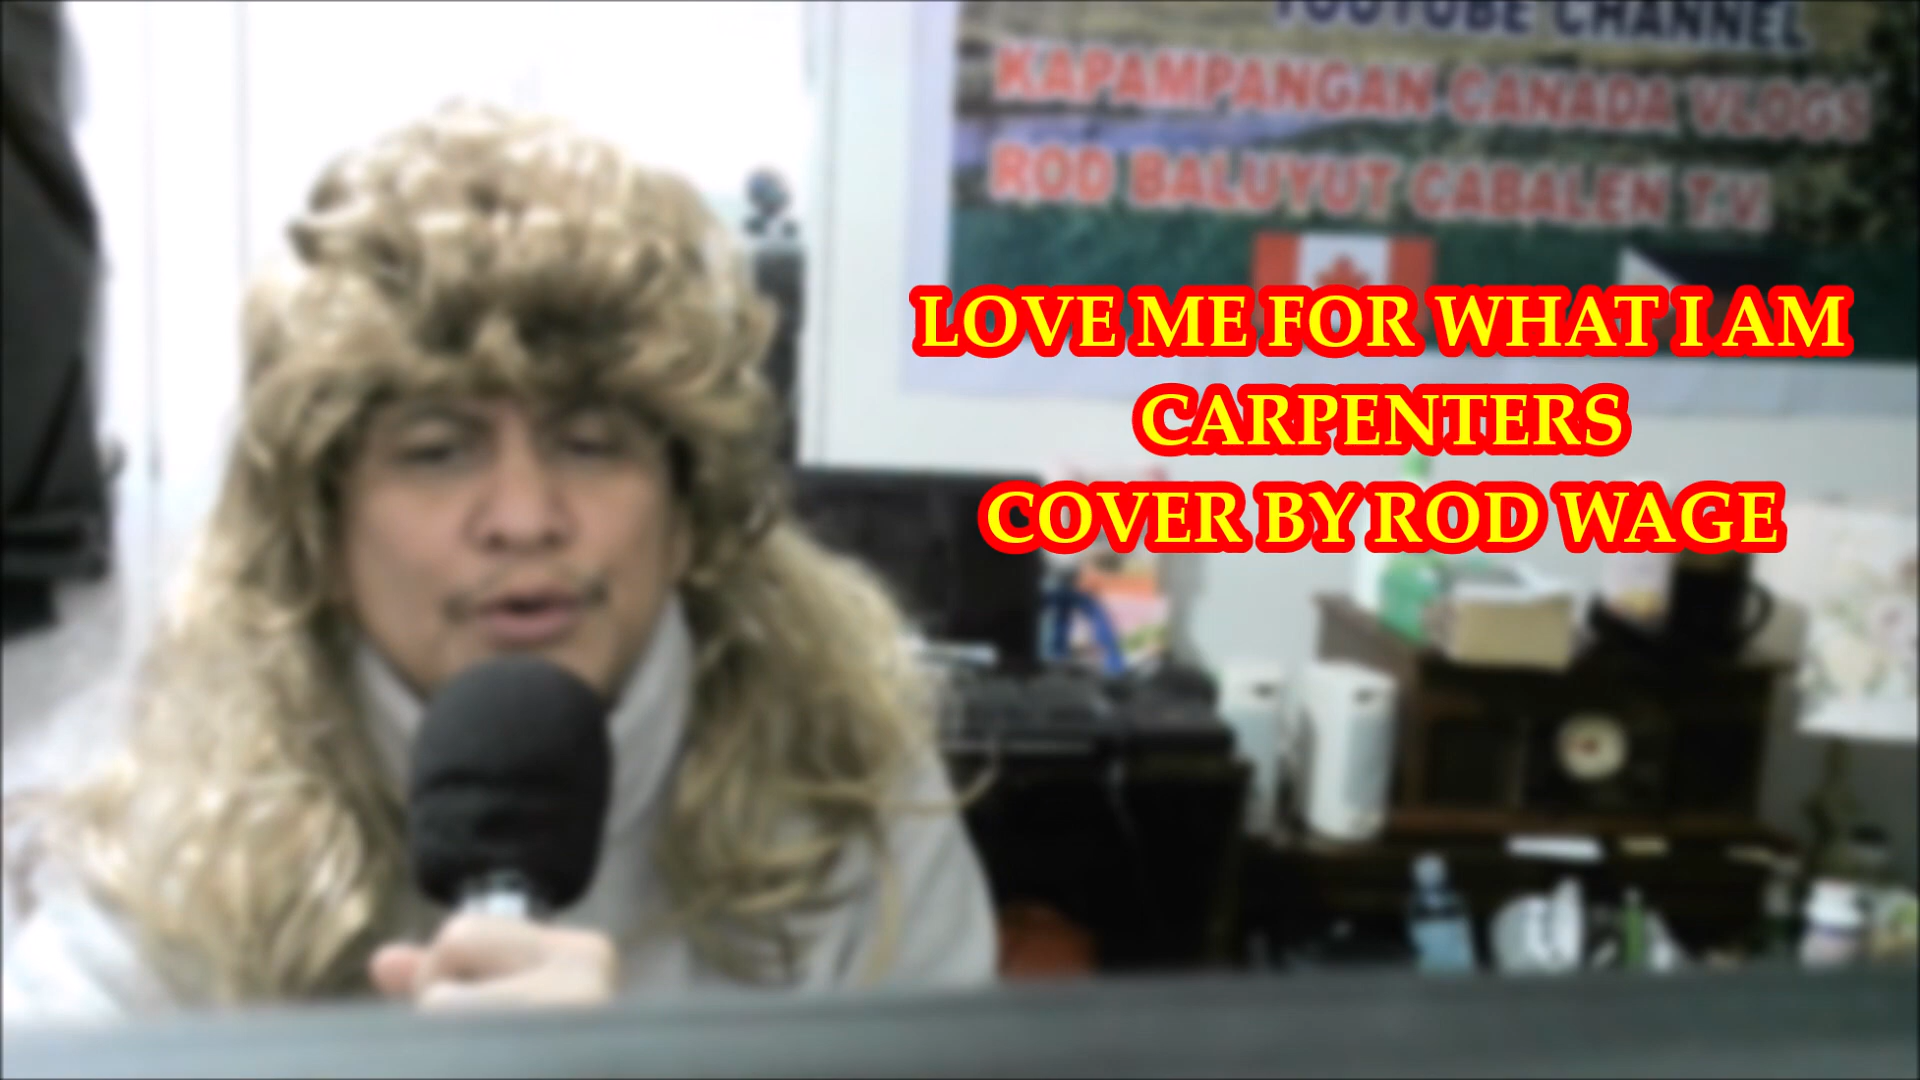 YOUTUBE CHANNEL
KAPAMPANGAN CANADA VLOGS
ROD BALUYUT CABALEN T.V.
LOVE ME FOR WHAT I AM
CARPENTERS
COVER BY ROD WAGE